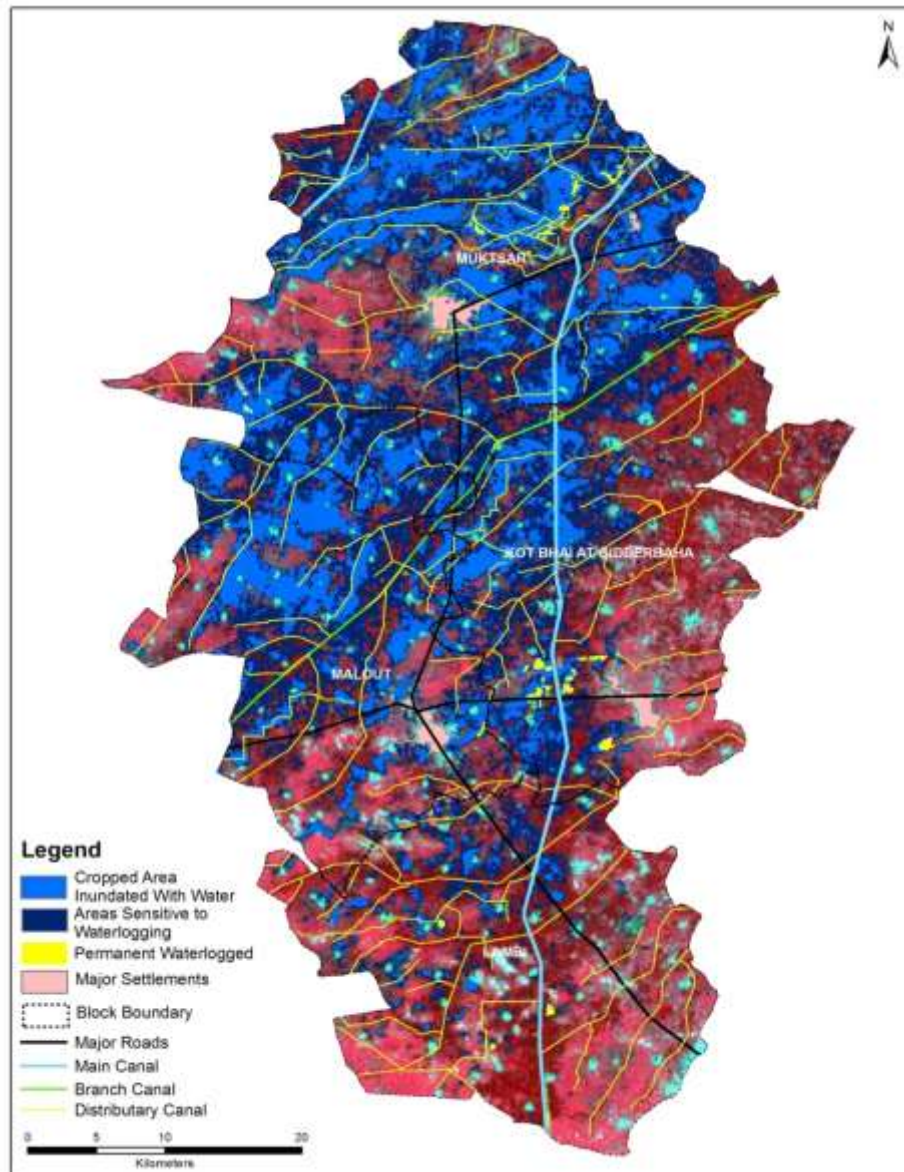 N
MUKTSAR
KOT BHAI AT GIDDERBAHA
MALOUT
LAMBI
Legend
Cropped Area
Inundated With Water
Areas Sensitive to
Waterlogging
Permanent Waterlogged
Major Settlements
Block Boundary
Major Roads
Main Canal
Branch Canal
Distributary Canal
0 5 10 20
Kilometers